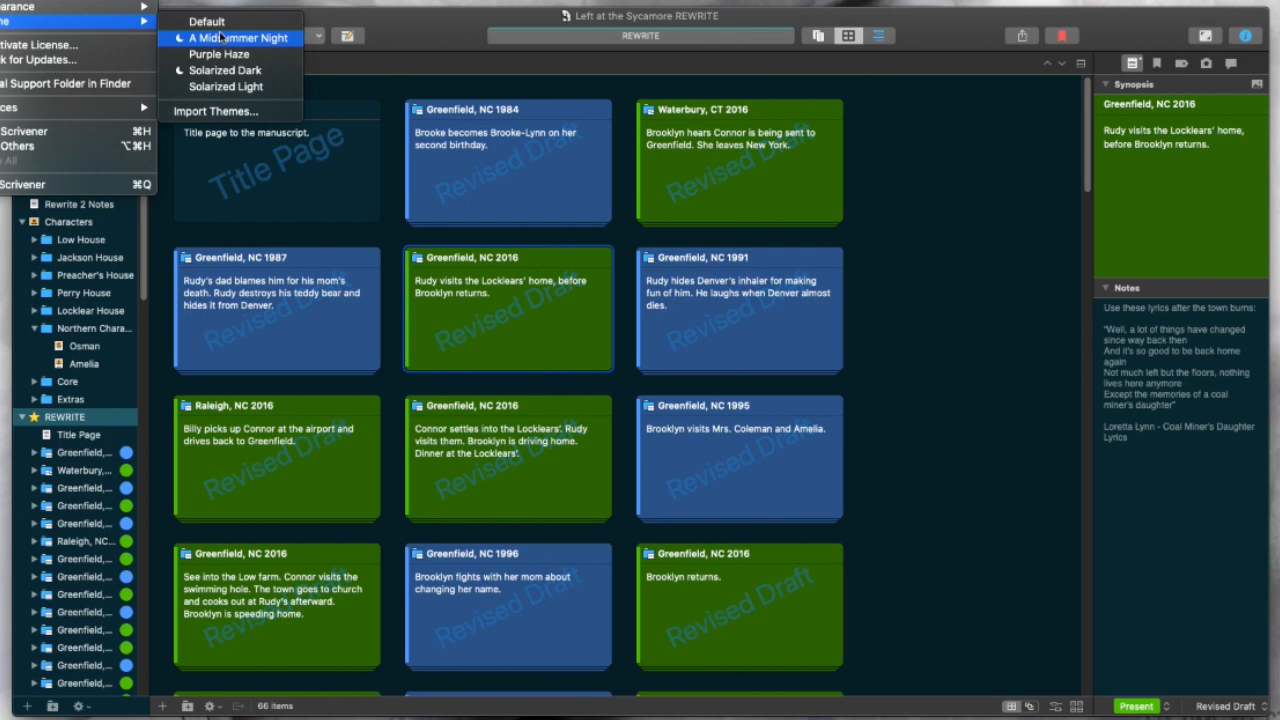 arance
me
Default
A Midsummer Night
Purple Haze
Solarized Dark
Solarized Light
Import Themes...
tivate License...
k for Updates...
al Support Folder in Finder
ces
Scrivener ⌘H
Others ⌥⌘H
All
Scrivener ⌘Q
Left at the Sycamore REWRITE
REWRITE
Rewrite 2 Notes
Characters
Low House
Jackson House
Preacher's House
Perry House
Locklear House
Northern Chara...
Osman
Amelia
Core
Extras
REWRITE
Title Page
Greenfield,...
Waterbury,...
Greenfield,...
Greenfield,...
Greenfield,...
Raleigh, NC...
Greenfield,...
Greenfield,...
Greenfield,...
Greenfield,...
Greenfield,...
Greenfield,...
Greenfield,...
Greenfield,...
Title page to the manuscript.
Title Page
Greenfield, NC 1984
Brooke becomes Brooke-Lynn on her
second birthday.
Revised Draft
Waterbury, CT 2016
Brooklyn hears Connor is being sent to
Greenfield. She leaves New York.
Revised Draft
Greenfield, NC 1987
Rudy's dad blames him for his mom's
death. Rudy destroys his teddy bear and
hides it from Denver.
Revised Draft
Greenfield, NC 2016
Rudy visits the Locklears' home, before
Brooklyn returns.
Revised Draft
Greenfield, NC 1991
Rudy hides Denver's inhaler for making
fun of him. He laughs when Denver almost
dies.
Revised Draft
Raleigh, NC 2016
Billy picks up Connor at the airport and
drives back to Greenfield.
Revised Draft
Greenfield, NC 2016
Connor settles into the Locklears'. Rudy
visits them. Brooklyn is driving home.
Dinner at the Locklears'.
Revised Draft
Greenfield, NC 1995
Brooklyn visits Mrs. Coleman and Amelia.
Revised Draft
Greenfield, NC 2016
See into the Low farm. Connor visits the
swimming hole. The town goes to church
and cooks out at Rudy's afterward.
Brooklyn is speeding home.
Revised Draft
Greenfield, NC 1996
Brooklyn fights with her mom about
changing her name.
Revised Draft
Greenfield, NC 2016
Brooklyn returns.
Revised Draft
66 items
Synopsis
Greenfield, NC 2016
Rudy visits the Locklears' home,
before Brooklyn returns.
Notes
Use these lyrics after the town burns:
"Well, a lot of things have changed
since way back then
And it's so good to be back home
again
Not much left but the floors, nothing
lives here anymore
Except the memories of a coal
miner's daughter"
Loretta Lynn - Coal Miner's Daughter
Lyrics
Present
Revised Draft